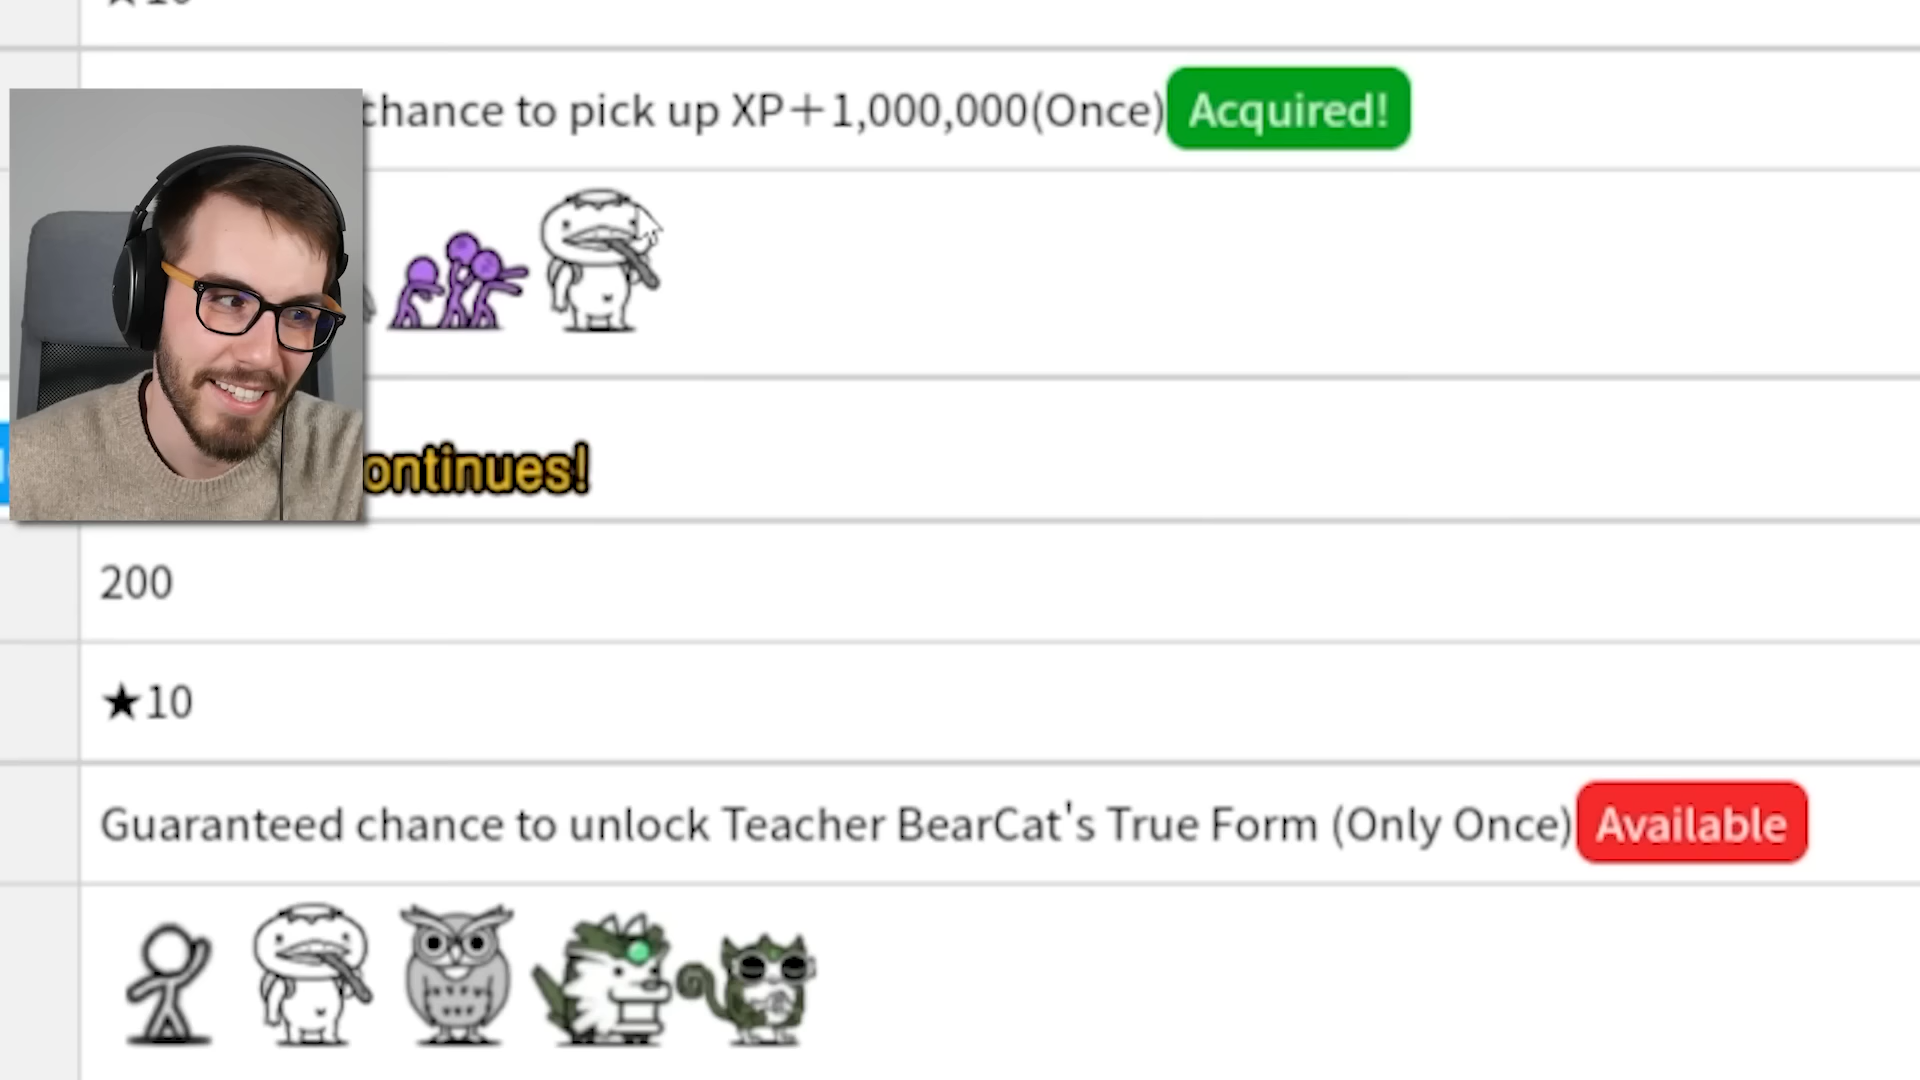 chance to pick up XP＋1,000,000(Once) Acquired!
ontinues!
200
★10
Guaranteed chance to unlock Teacher BearCat's True Form (Only Once) Available